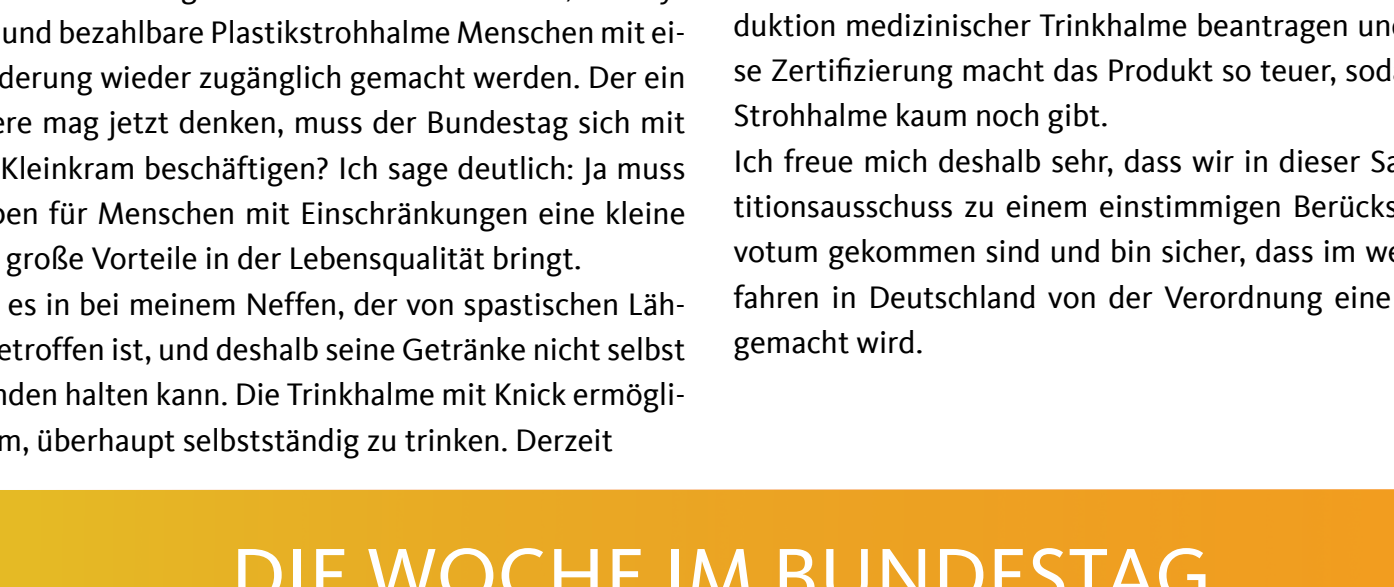 und bezahlbare Plastikstrohhalme Menschen mit ei-
derung wieder zugänglich gemacht werden. Der ein
ere mag jetzt denken, muss der Bundestag sich mit
Kleinkram beschäftigen? Ich sage deutlich: Ja muss
ben für Menschen mit Einschränkungen eine kleine
große Vorteile in der Lebensqualität bringt.
es in bei meinem Neffen, der von spastischen Läh-
etroffen ist, und deshalb seine Getränke nicht selbst
nden halten kann. Die Trinkhalme mit Knick ermögli-
m, überhaupt selbstständig zu trinken. Derzeit
duktion medizinischer Trinkhalme beantragen und
se Zertifizierung macht das Produkt so teuer, soda
Strohhalme kaum noch gibt.
Ich freue mich deshalb sehr, dass wir in dieser Sa
titionsausschuss zu einem einstimmigen Berücks
votum gekommen sind und bin sicher, dass im we
fahren in Deutschland von der Verordnung eine
gemacht wird.
DIE WOCHE IM BUNDESTAG